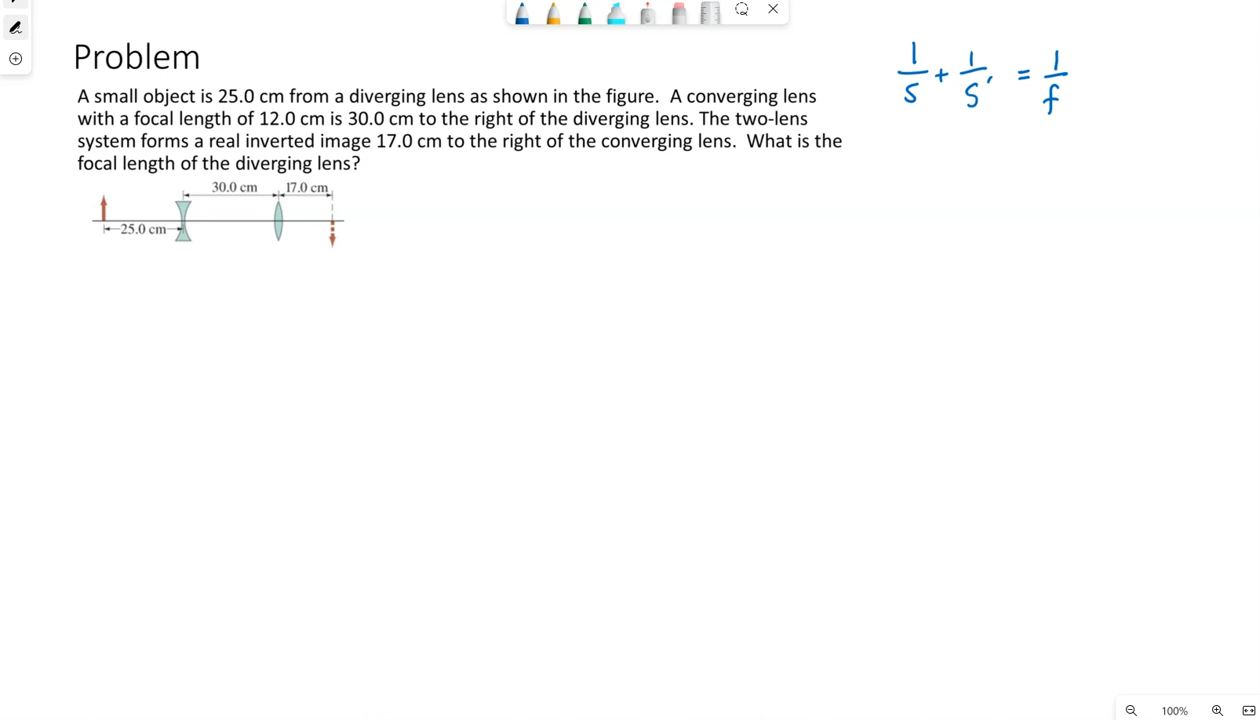 Problem
1/s + 1/s' = 1/f
A small object is 25.0 cm from a diverging lens as shown in the figure. A converging lens
with a focal length of 12.0 cm is 30.0 cm to the right of the diverging lens. The two-lens
system forms a real inverted image 17.0 cm to the right of the converging lens. What is the
focal length of the diverging lens?
30.0 cm 17.0 cm
25.0 cm
100%